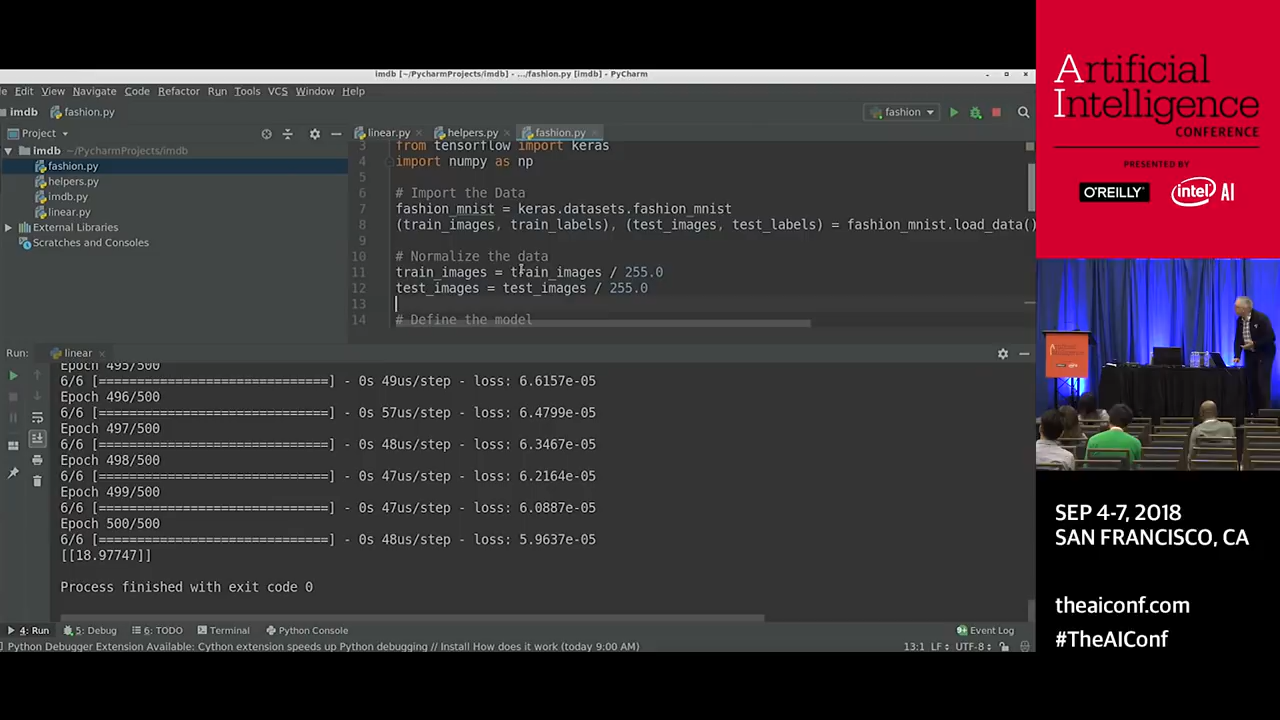 imdb [~/PycharmProjects/imdb] - .../fashion.py [imdb] - PyCharm
Edit View Navigate Code Refactor Run Tools VCS Window Help
imdb fashion.py
fashion
Project
linear.py
helpers.py
fashion.py
imdb ~/PycharmProjects/imdb
fashion.py
helpers.py
imdb.py
linear.py
External Libraries
Scratches and Consoles
3 from tensorflow import keras
4 import numpy as np
5
6 # Import the Data
7 fashion_mnist = keras.datasets.fashion_mnist
8 (train_images, train_labels), (test_images, test_labels) = fashion_mnist.load_data()
9
10 # Normalize the data
11 train_images = train_images / 255.0
12 test_images = test_images / 255.0
13
14 # Define the model
Run: linear
Epoch 495/500
6/6 [==============================] - 0s 49us/step - loss: 6.6157e-05
Epoch 496/500
6/6 [==============================] - 0s 57us/step - loss: 6.4799e-05
Epoch 497/500
6/6 [==============================] - 0s 48us/step - loss: 6.3467e-05
Epoch 498/500
6/6 [==============================] - 0s 47us/step - loss: 6.2164e-05
Epoch 499/500
6/6 [==============================] - 0s 47us/step - loss: 6.0887e-05
Epoch 500/500
6/6 [==============================] - 0s 48us/step - loss: 5.9637e-05
[[18.97747]]
Process finished with exit code 0
4: Run 5: Debug 6: TODO Terminal Python Console Event Log
Python Debugger Extension Available: Cython extension speeds up Python debugging // Install How does it work (today 9:00 AM) 13:1 LF UTF-8
Artificial
Intelligence
CONFERENCE
PRESENTED BY
O'REILLY intel AI
SEP 4-7, 2018
SAN FRANCISCO, CA
theaiconf.com
#TheAIConf